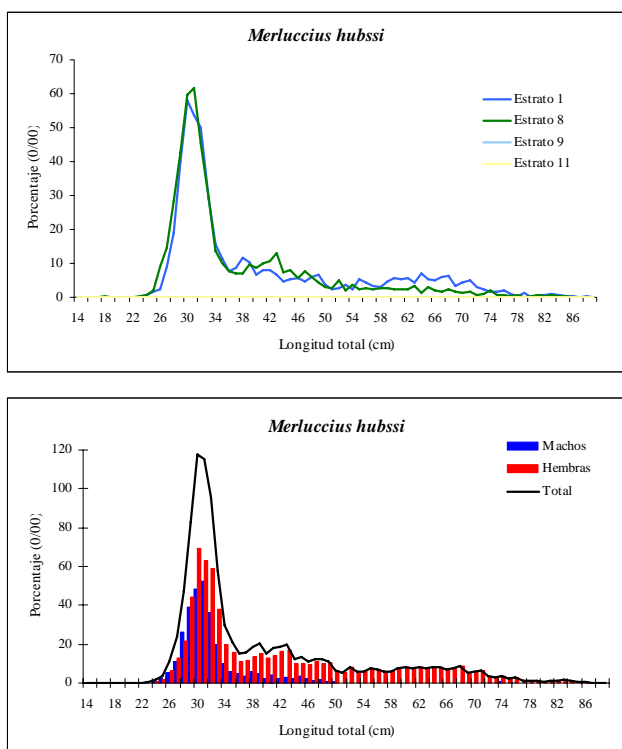 Merluccius hubssi
70
60
50
40
30
20
10
0
Porcentaje (0/00)
Estrato 1
Estrato 8
Estrato 9
Estrato 11
14 18 22 26 30 34 38 42 46 50 54 58 62 66 70 74 78 82 86
Longitud total (cm)
Merluccius hubssi
120
100
80
60
40
20
0
Porcentaje (0/00)
Machos
Hembras
Total
14 18 22 26 30 34 38 42 46 50 54 58 62 66 70 74 78 82 86
Longitud total (cm)